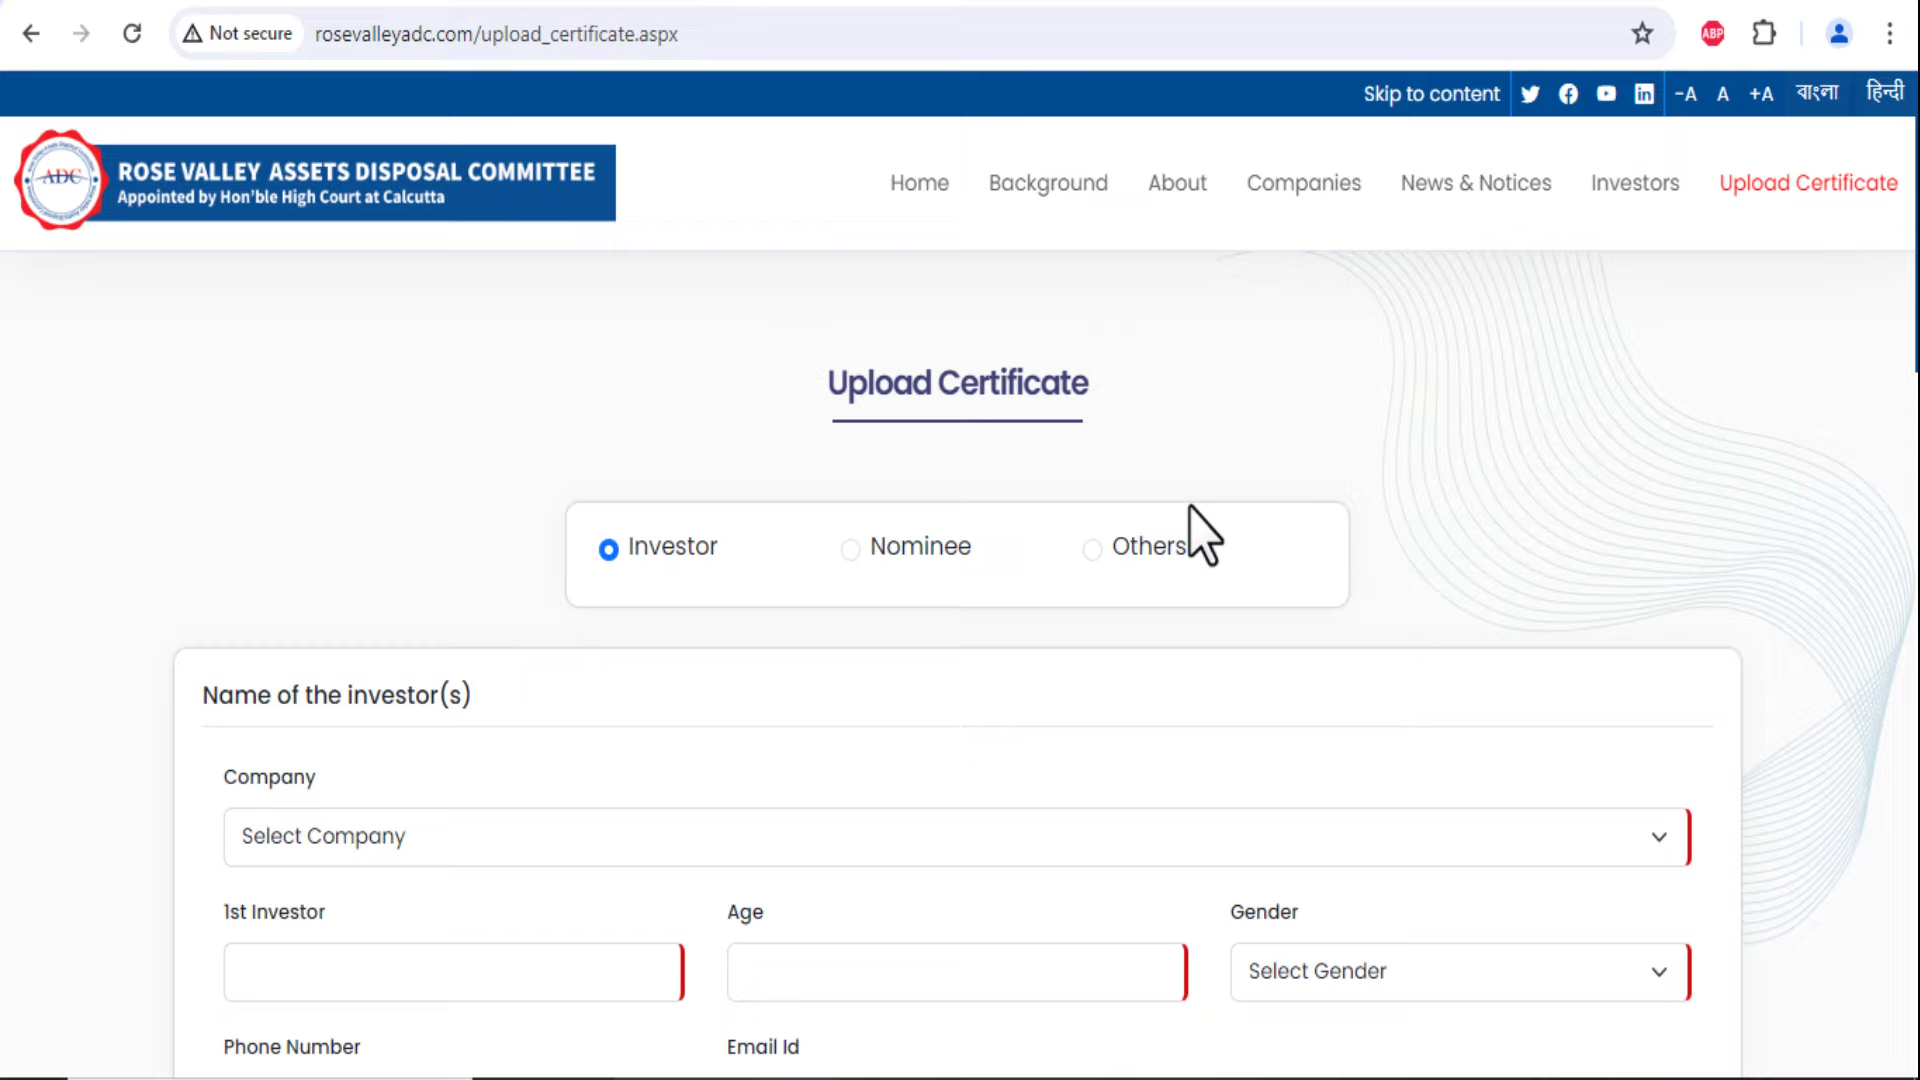 Not secure
rosevalleyadc.com/upload_certificate.aspx
ABP
Skip to content
-A A +A বাংলা हिन्दी
ADC
ROSE VALLEY ASSETS DISPOSAL COMMITTEE
Appointed by Hon'ble High Court at Calcutta
Home Background About Companies News & Notices Investors Upload Certificate
Upload Certificate
Investor Nominee Others
Name of the investor(s)
Company
Select Company
1st Investor Age Gender
Select Gender
Phone Number Email Id